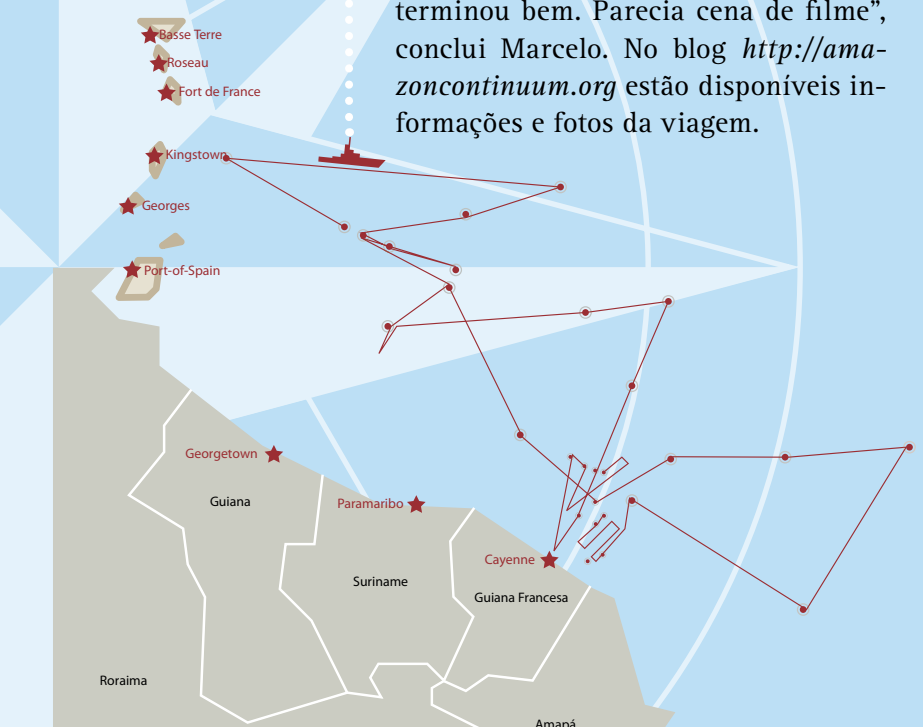 terminou bem. Parecia cena de filme”,
conclui Marcelo. No blog http://ama-
zoncontinuum.org estão disponíveis in-
formações e fotos da viagem.
Basse Terre
Roseau
Fort de France
Kingstown
Georges
Port-of-Spain
Georgetown
Guiana
Paramaribo
Suriname
Cayenne
Guiana Francesa
Roraima
Amapá